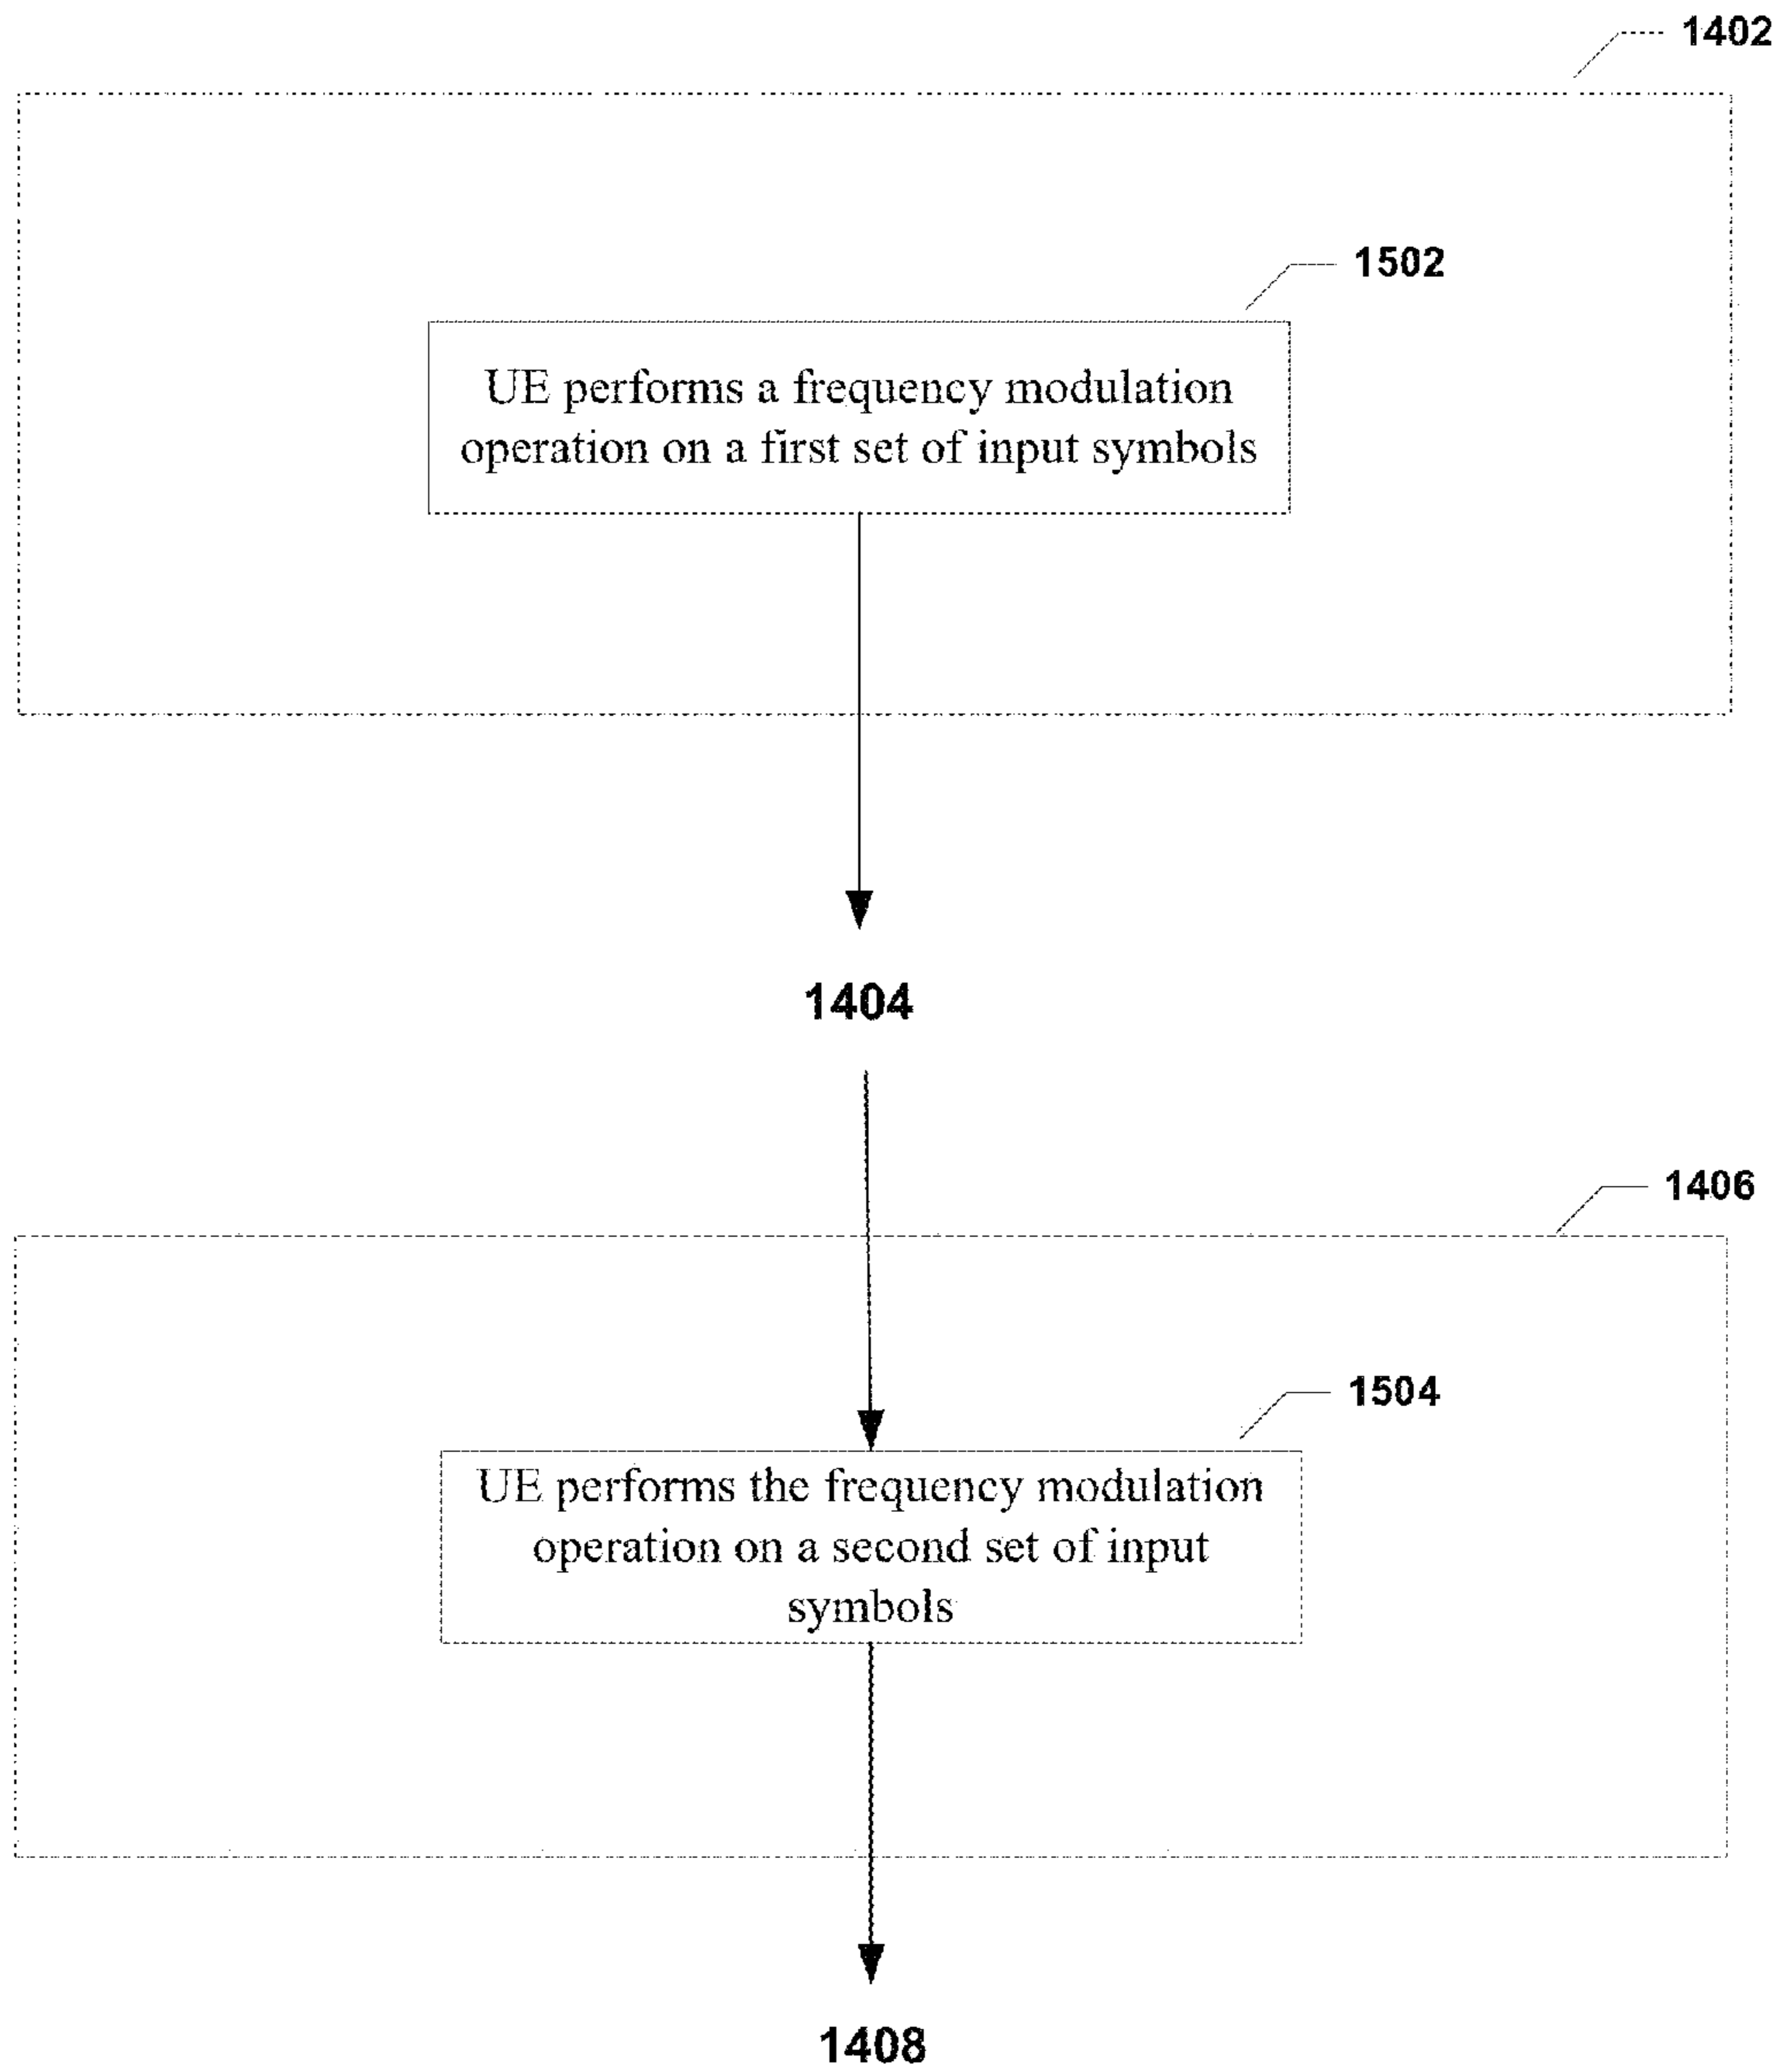 1402
1502
UE performs a frequency modulation
operation on a first set of input symbols
1404
1406
1504
UE performs the frequency modulation
operation on a second set of input
symbols
1408